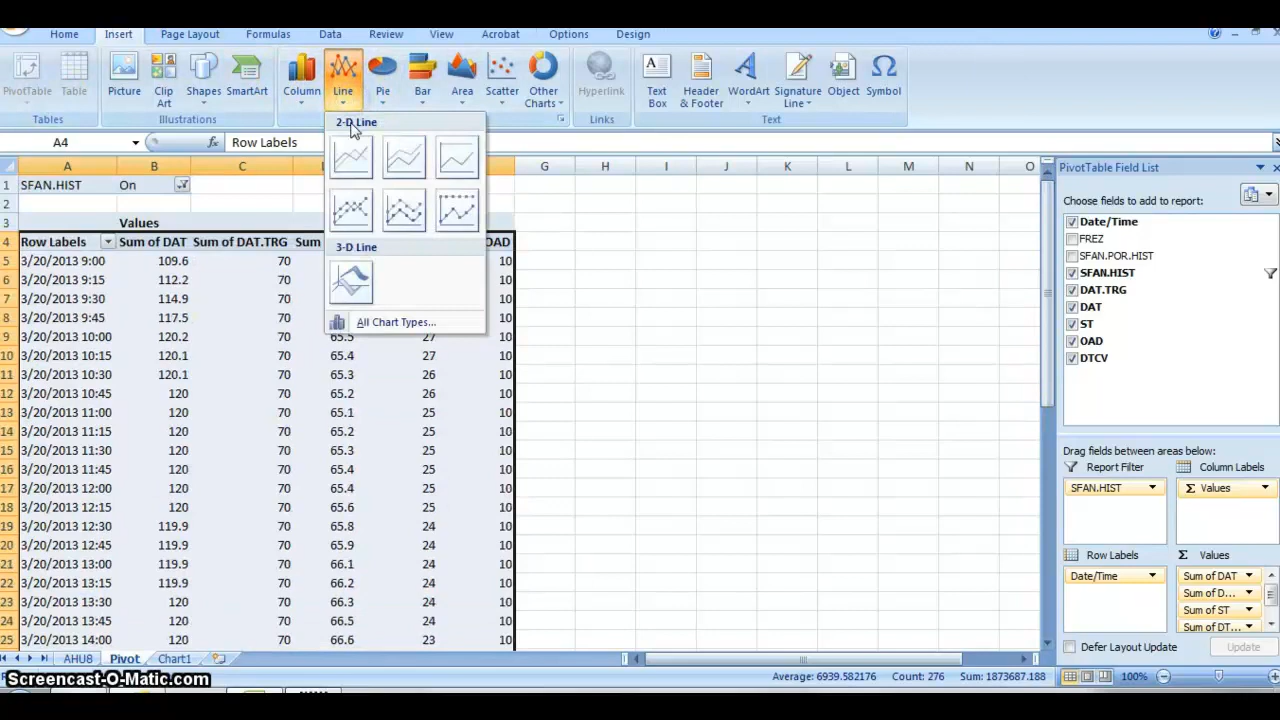 Home Insert Page Layout Formulas Data Review View Acrobat Options Design
PivotTable Table Picture Clip Art Shapes SmartArt Column Line Pie Bar Area Scatter Other Charts Hyperlink Text Box Header & Footer WordArt Signature Line Object Symbol
Tables Illustrations Links Text
A4 fx Row Labels
2-D Line
3-D Line
All Chart Types...
A B C G H I J K L M N O
1 SFAN.HIST On
2
3 Values
4 Row Labels Sum of DAT Sum of DAT.TRG Sum OAD
5 3/20/2013 9:00 109.6 70 10
6 3/20/2013 9:15 112.2 70 10
7 3/20/2013 9:30 114.9 70 10
8 3/20/2013 9:45 117.5 70 10
9 3/20/2013 10:00 120.2 70 65.5 27 10
10 3/20/2013 10:15 120.1 70 65.4 27 10
11 3/20/2013 10:30 120.1 70 65.3 26 10
12 3/20/2013 10:45 120 70 65.2 26 10
13 3/20/2013 11:00 120 70 65.1 25 10
14 3/20/2013 11:15 120 70 65.2 25 10
15 3/20/2013 11:30 120 70 65.3 25 10
16 3/20/2013 11:45 120 70 65.4 25 10
17 3/20/2013 12:00 120 70 65.6 25 10
18 3/20/2013 12:15 120 70 65.6 25 10
19 3/20/2013 12:30 119.9 70 65.8 24 10
20 3/20/2013 12:45 119.9 70 65.9 24 10
21 3/20/2013 13:00 119.9 70 66.1 24 10
22 3/20/2013 13:15 119.9 70 66.2 24 10
23 3/20/2013 13:30 120 70 66.3 24 10
24 3/20/2013 13:45 120 70 66.5 24 10
25 3/20/2013 14:00 120 70 66.6 23 10
AHU8 Pivot Chart1
PivotTable Field List
Choose fields to add to report:
Date/Time
FREZ
SFAN.POR.HIST
SFAN.HIST
DAT.TRG
DAT
ST
OAD
DTCV
Drag fields between areas below:
Report Filter Column Labels
SFAN.HIST Σ Values
Row Labels Σ Values
Date/Time Sum of DAT
Sum of D...
Sum of ST
Sum of DT...
Defer Layout Update Update
Screencast-O-Matic.com
Average: 6939.582176 Count: 276 Sum: 1873687.188 100%